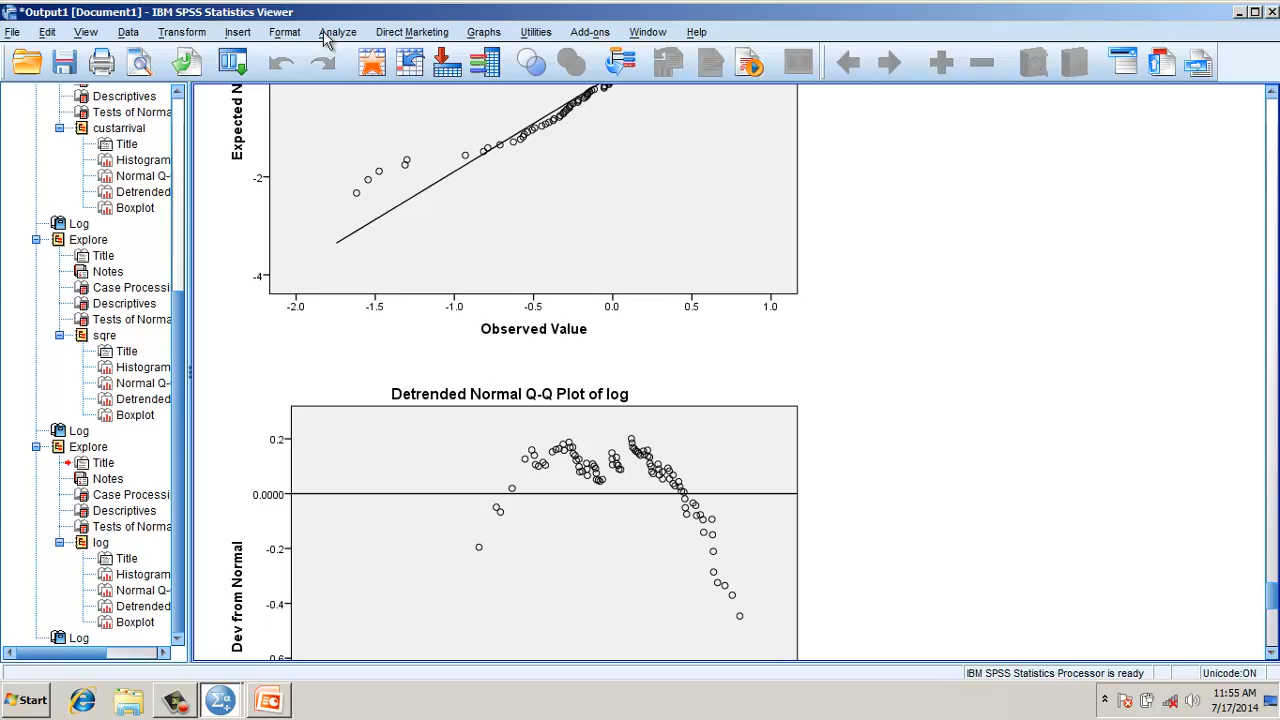 *Output1 [Document1] - IBM SPSS Statistics Viewer
File Edit View Data Transform Insert Format Analyze Direct Marketing Graphs Utilities Add-ons Window Help
Descriptives
Tests of Norma
custarrival
Title
Histogram
Normal Q-
Detrended
Boxplot
Log
Explore
Title
Notes
Case Processi
Descriptives
Tests of Norma
sqre
Title
Histogram
Normal Q-
Detrended
Boxplot
Log
Explore
Title
Notes
Case Processi
Descriptives
Tests of Norma
log
Title
Histogram
Normal Q-
Detrended
Boxplot
Log
Expected N
-2
-4
-2.0 -1.5 -1.0 -0.5 0.0 0.5 1.0
Observed Value
Detrended Normal Q-Q Plot of log
Dev from Normal
0.2
0.0000
-0.2
-0.4
-0.6
IBM SPSS Statistics Processor is ready
Unicode:ON
Start
11:55 AM
7/17/2014